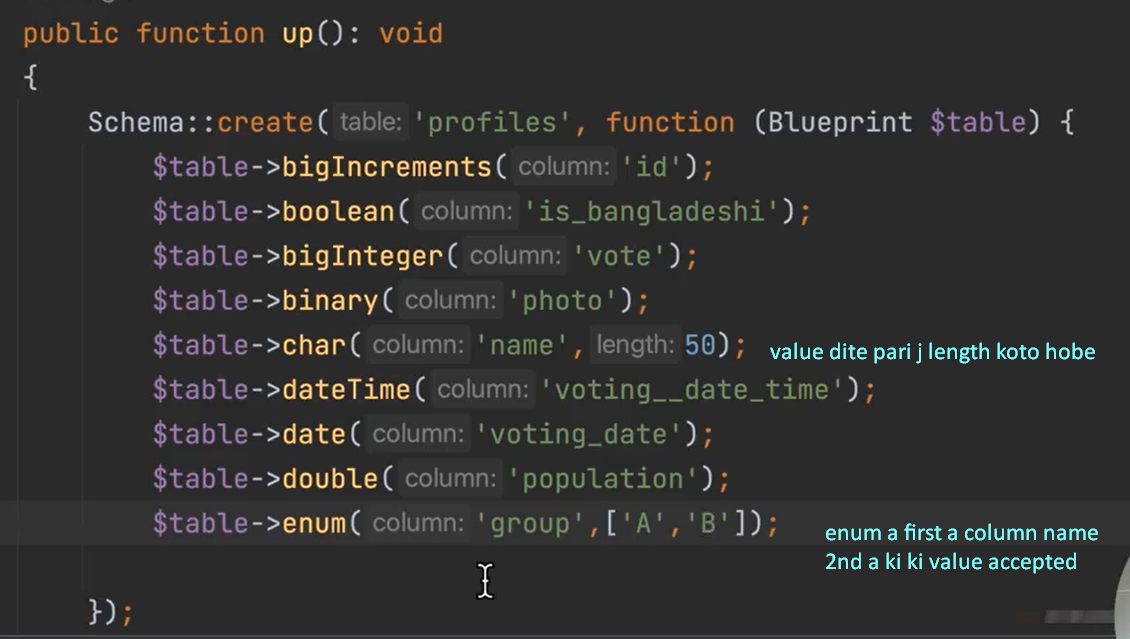 public function up(): void
{
Schema::create( table: 'profiles', function (Blueprint $table) {
$table->bigIncrements( column: 'id');
$table->boolean( column: 'is_bangladeshi');
$table->bigInteger( column: 'vote');
$table->binary( column: 'photo');
$table->char( column: 'name', length: 50); value dite pari j length koto hobe
$table->dateTime( column: 'voting__date_time');
$table->date( column: 'voting_date');
$table->double( column: 'population');
$table->enum( column: 'group',['A','B']); enum a first a column name
2nd a ki ki value accepted
});